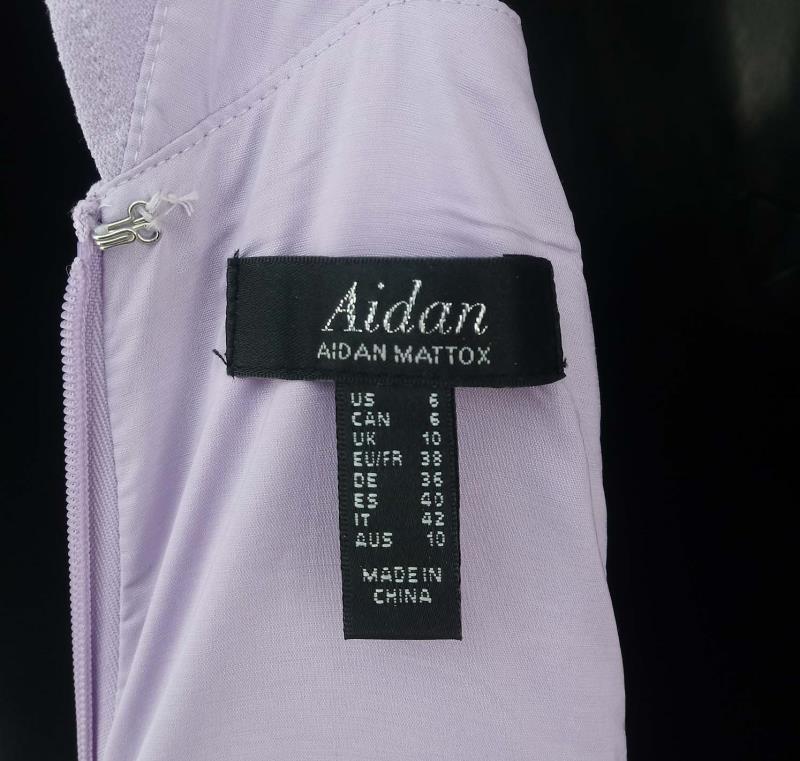 Aidan
AIDAN MATTOX
US 6
CAN 6
UK 10
EU/FR 38
DE 36
ES 40
IT 42
AUS 10
MADE IN
CHINA